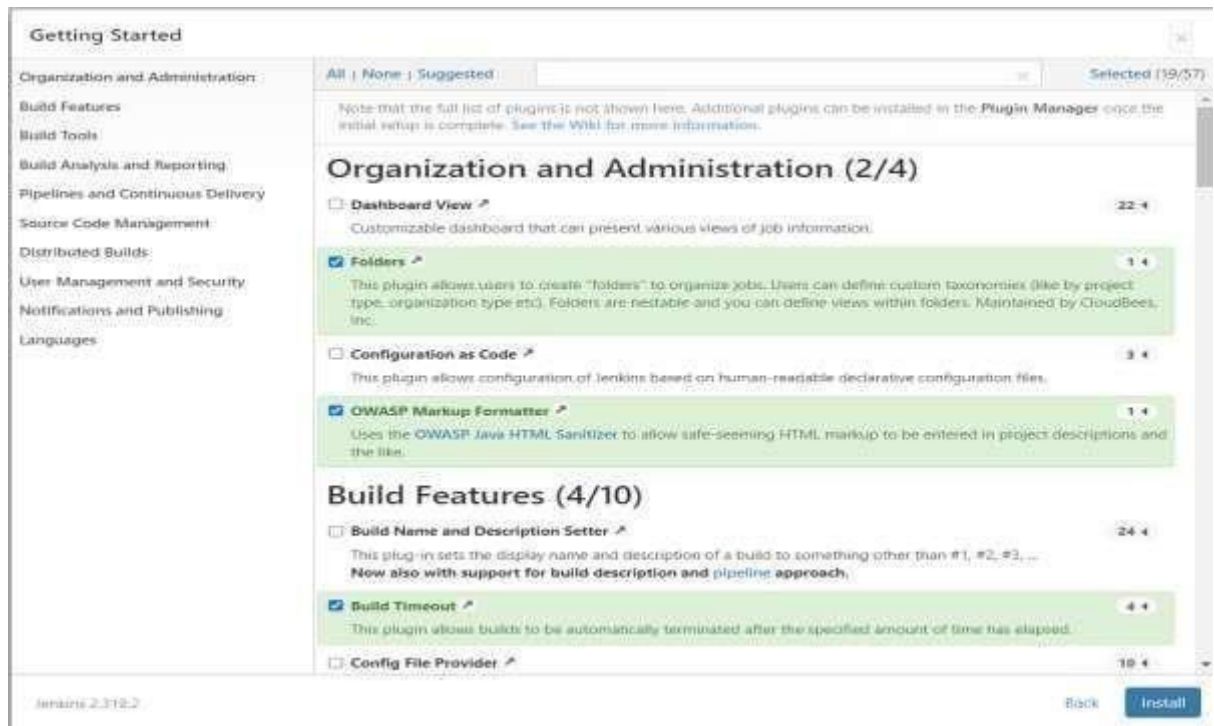 Getting Started
Organization and Administration
Build Features
Build Tools
Build Analysis and Reporting
Pipelines and Continuous Delivery
Source Code Management
Distributed Builds
User Management and Security
Notifications and Publishing
Languages
All | None | Suggested
Selected (19/57)
Note that the full list of plugins is not shown here. Additional plugins can be installed in the Plugin Manager once the
initial setup is complete. See the Wiki for more information.
Organization and Administration (2/4)
Dashboard View
22
Customizable dashboard that can present various views of job information.
Folders
1
This plugin allows users to create "folders" to organize jobs. Users can define custom taxonomies (like by project
type, organization type etc). Folders are nestable and you can define views within folders. Maintained by CloudBees,
Inc.
Configuration as Code
3
This plugin allows configuration of Jenkins based on human-readable declarative configuration files.
OWASP Markup Formatter
1
Uses the OWASP Java HTML Sanitizer to allow safe-seeming HTML markup to be entered in project descriptions and
the like.
Build Features (4/10)
Build Name and Description Setter
24
This plug-in sets the display name and description of a build to something other than #1, #2, #3, ...
Now also with support for build description and pipeline approach.
Build Timeout
4
This plugin allows builds to be automatically terminated after the specified amount of time has elapsed.
Config File Provider
Jenkins
Back
Install